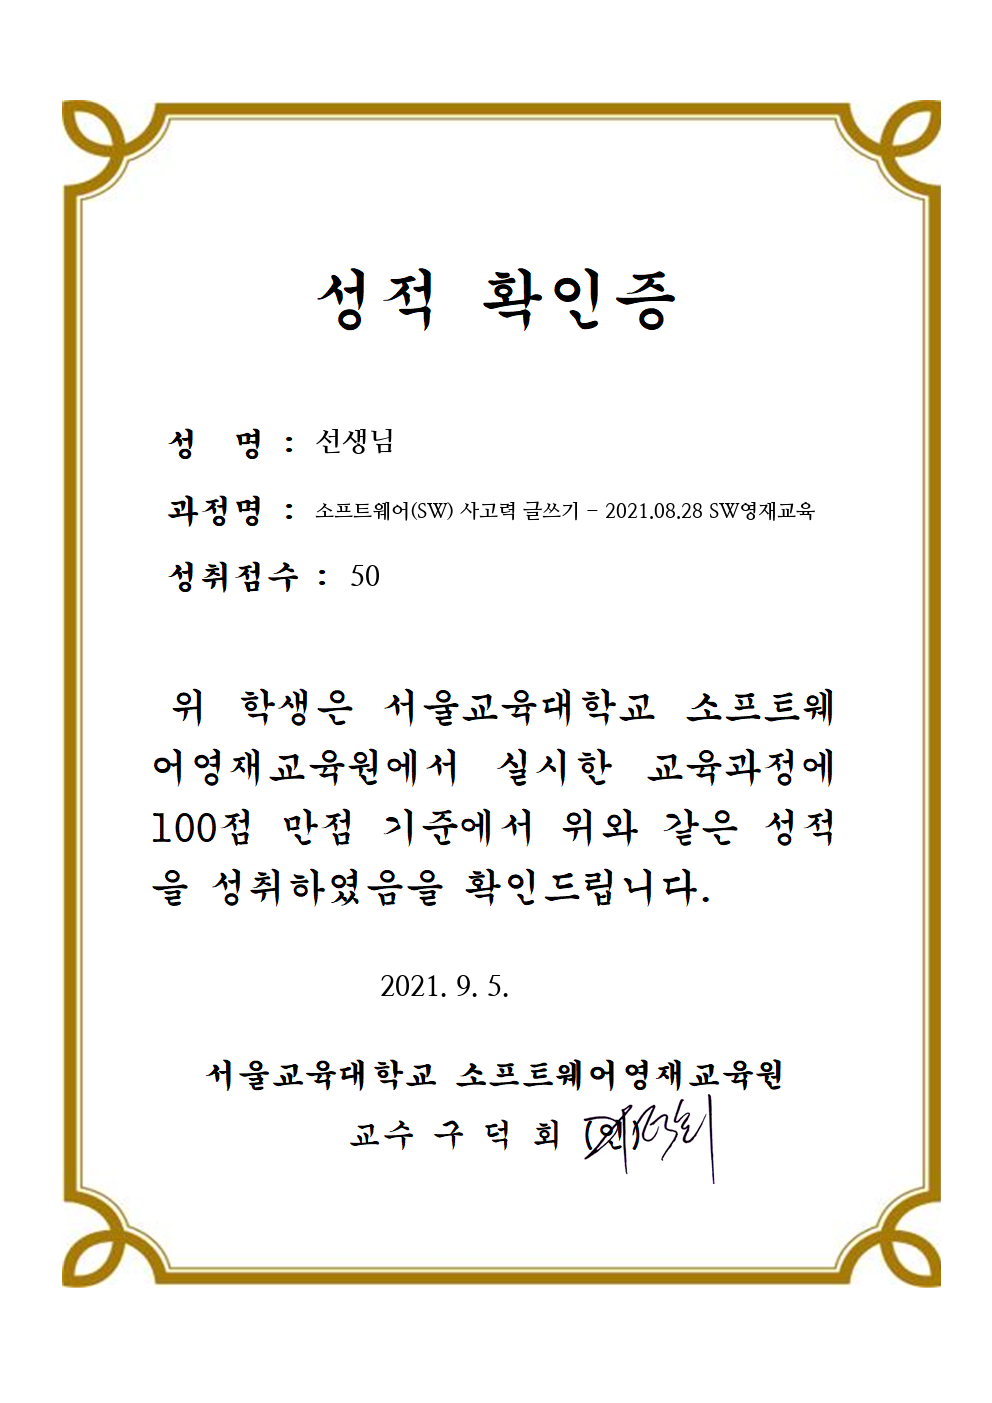 성적 확인증
성 명 : 선생님
과정명 : 소프트웨어(SW) 사고력 글쓰기 - 2021.08.28 SW영재교육
성취점수 : 50
위 학생은 서울교육대학교 소프트웨
어영재교육원에서 실시한 교육과정에
100점 만점 기준에서 위와 같은 성적
을 성취하였음을 확인드립니다.
2021. 9. 5.
서울교육대학교 소프트웨어영재교육원
교수 구 덕 회 (인)